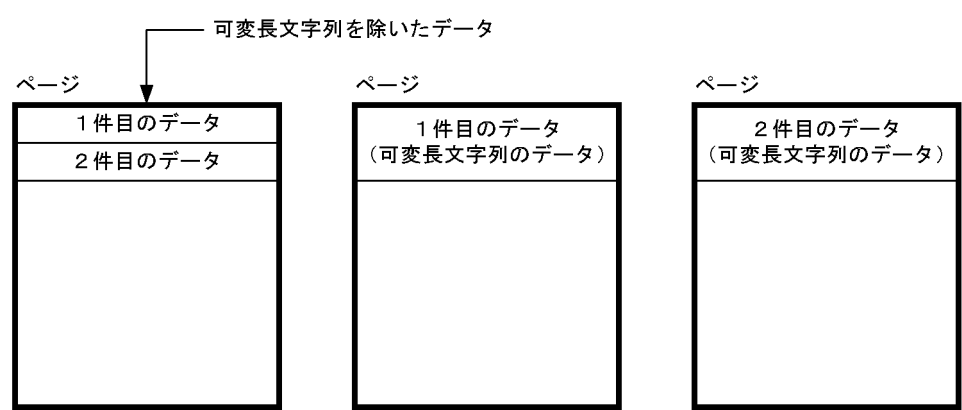 可変長文字列を除いたデータ
ページ
ページ
ページ
1件目のデータ
2件目のデータ
1件目のデータ
(可変長文字列のデータ)
2件目のデータ
(可変長文字列のデータ)